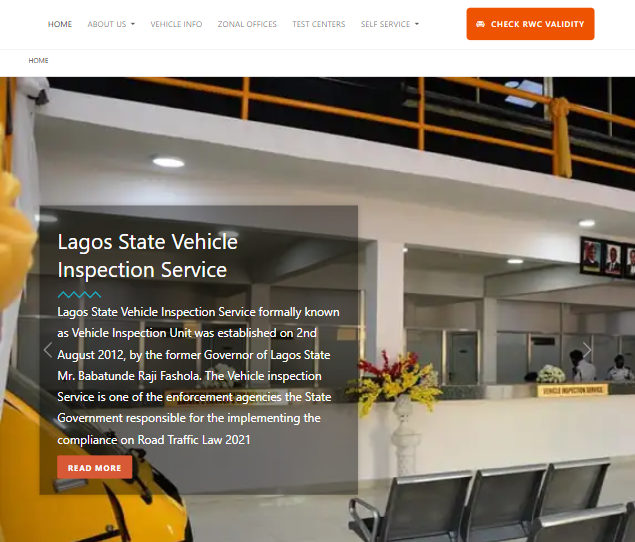 HOME ABOUT US VEHICLE INFO ZONAL OFFICES TEST CENTERS SELF SERVICE CHECK RWC VALIDITY
HOME
Lagos State Vehicle
Inspection Service
Lagos State Vehicle Inspection Service formally known
as Vehicle Inspection Unit was established on 2nd
August 2012, by the former Governor of Lagos State
Mr. Babatunde Raji Fashola. The Vehicle inspection
Service is one of the enforcement agencies the State
Government responsible for the implementing the
compliance on Road Traffic Law 2021
READ MORE
VEHICLE INSPECTION SERVICE